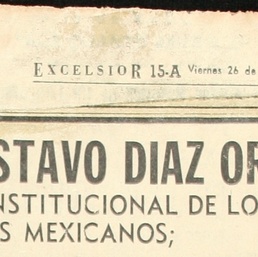 EXCELSIOR 15-A Viernes 26 de
STAVO DIAZ OR
NSTITUCIONAL DE LO
S MEXICANOS;